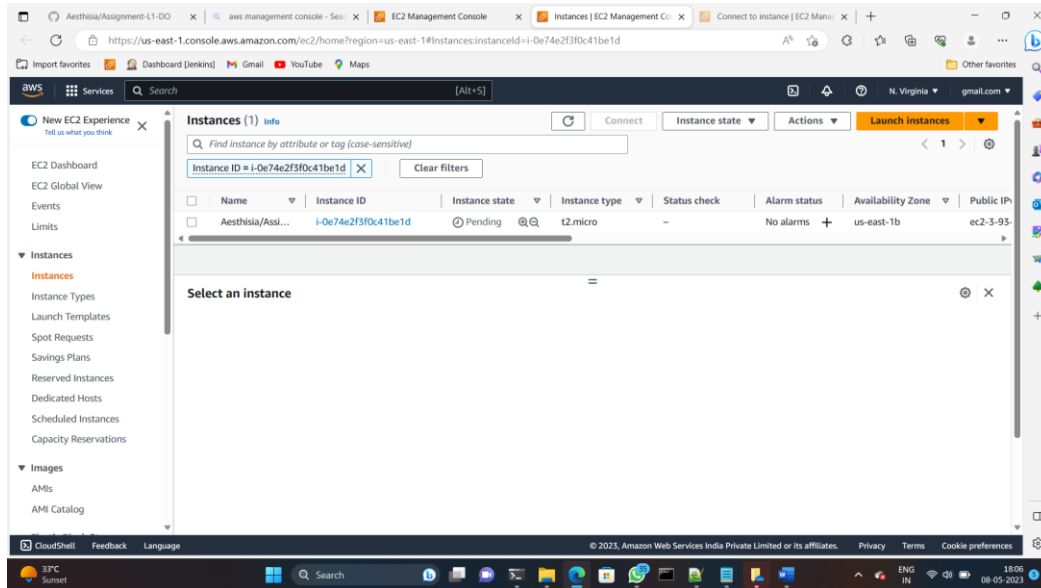 Aesthisia/Assignment-L1-DO
aws management console - Sear
EC2 Management Console
Instances | EC2 Management Con
Connect to instance | EC2 Manag
https://us-east-1.console.aws.amazon.com/ec2/home?region=us-east-1#Instances:instanceId=i-0e74e2f3f0c41be1d
Import favorites
Dashboard [Jenkins]
Gmail
YouTube
Maps
Other favorites
aws
Services
Search
[Alt+S]
N. Virginia
gmail.com
New EC2 Experience
Tell us what you think
EC2 Dashboard
EC2 Global View
Events
Limits
Instances
Instances
Instance Types
Launch Templates
Spot Requests
Savings Plans
Reserved Instances
Dedicated Hosts
Scheduled Instances
Capacity Reservations
Images
AMIs
AMI Catalog
Instances (1) Info
Connect
Instance state
Actions
Launch instances
Find instance by attribute or tag (case-sensitive)
1
Instance ID = i-0e74e2f3f0c41be1d
Clear filters
Name Instance ID Instance state Instance type Status check Alarm status Availability Zone Public IPv
Aesthisia/Assi... i-0e74e2f3f0c41be1d Pending t2.micro – No alarms + us-east-1b ec2-3-93-
Select an instance
CloudShell
Feedback
Language
© 2023, Amazon Web Services India Private Limited or its affiliates.
Privacy
Terms
Cookie preferences
33°C
Sunset
Search
35
ENG
IN
18:06
08-05-2023